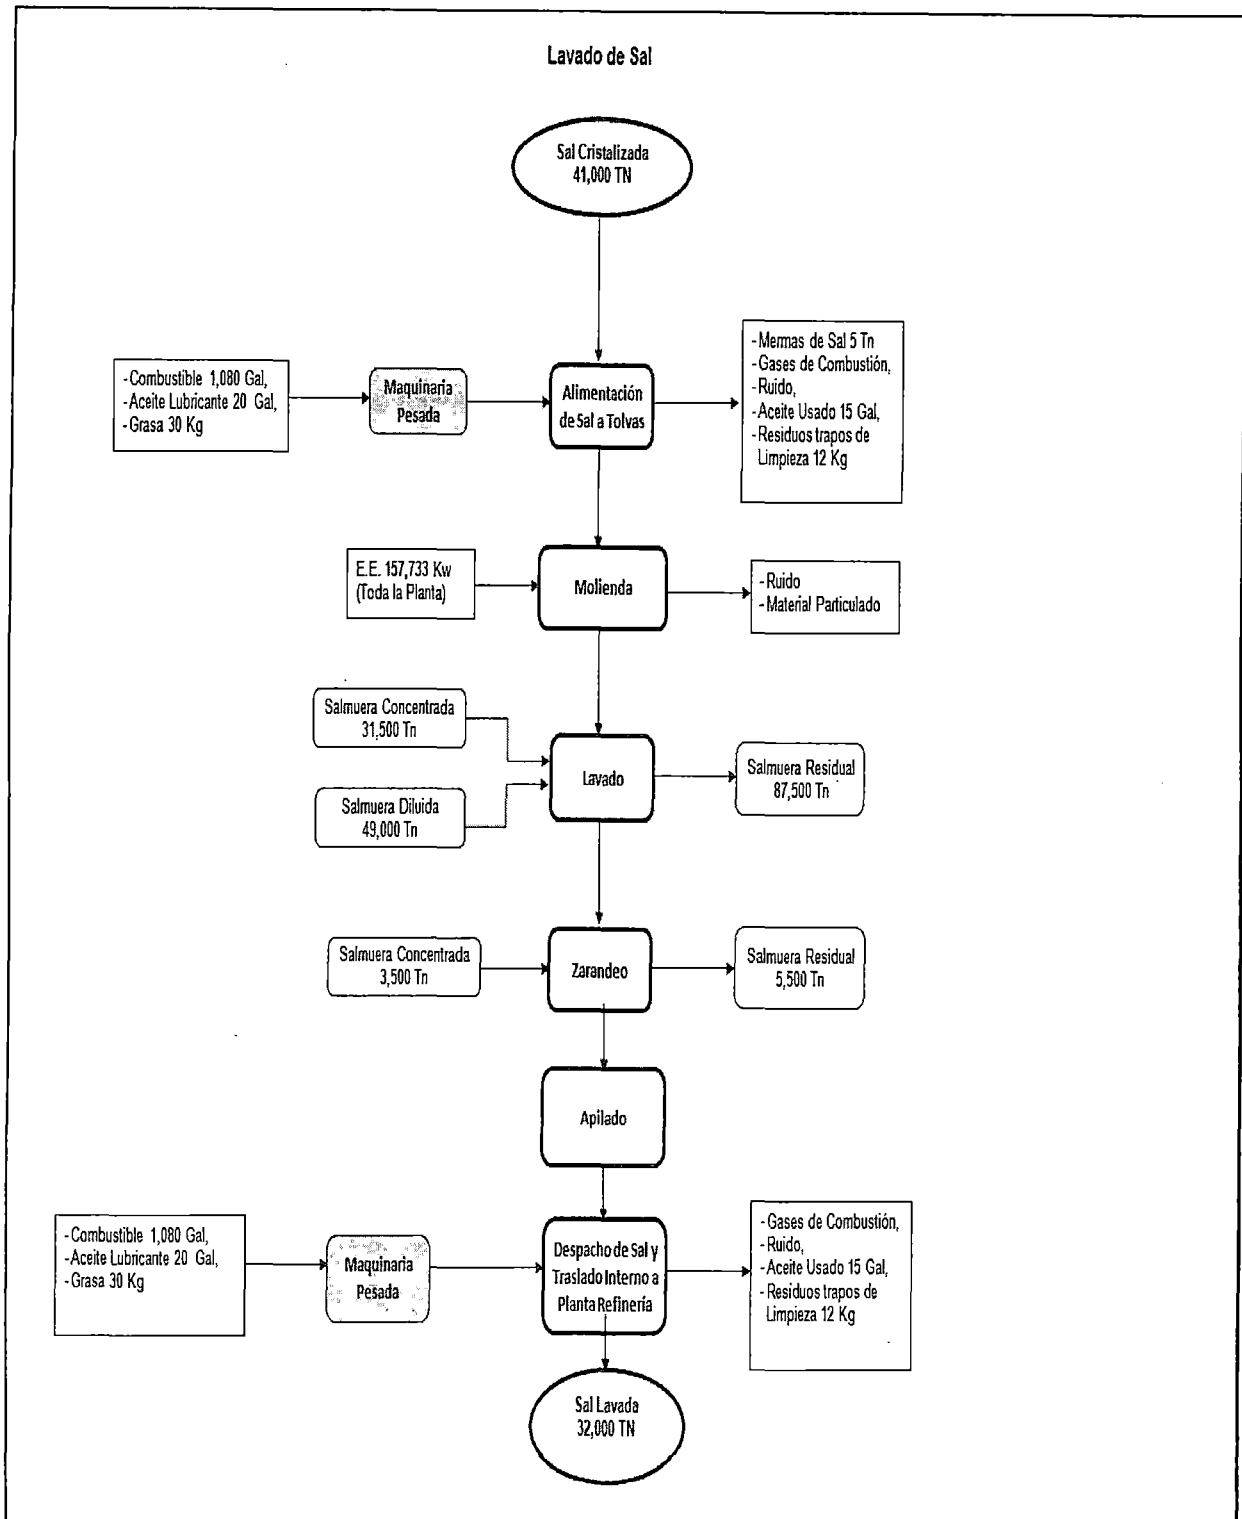 Lavado de Sal
Sal Cristalizada
41,000 TN
-Combustible 1,080 Gal,
-Aceite Lubricante 20 Gal,
-Grasa 30 Kg
Maquinaria
Pesada
Alimentación
de Sal a Tolvas
-Mermas de Sal 5 Tn
-Gases de Combustión,
-Ruido,
-Aceite Usado 15 Gal,
-Residuos trapos de
Limpieza 12 Kg
E.E. 157,733 Kw
(Toda la Planta)
Molienda
-Ruido
-Material Particulado
Salmuera Concentrada
31,500 Tn
Salmuera Diluida
49,000 Tn
Lavado
Salmuera Residual
87,500 Tn
Salmuera Concentrada
3,500 Tn
Zarandeo
Salmuera Residual
5,500 Tn
Apilado
-Combustible 1,080 Gal,
-Aceite Lubricante 20 Gal,
-Grasa 30 Kg
Maquinaria
Pesada
Despacho de Sal y
Traslado Interno a
Planta Refinería
-Gases de Combustión,
-Ruido,
-Aceite Usado 15 Gal,
-Residuos trapos de
Limpieza 12 Kg
Sal Lavada
32,000 TN